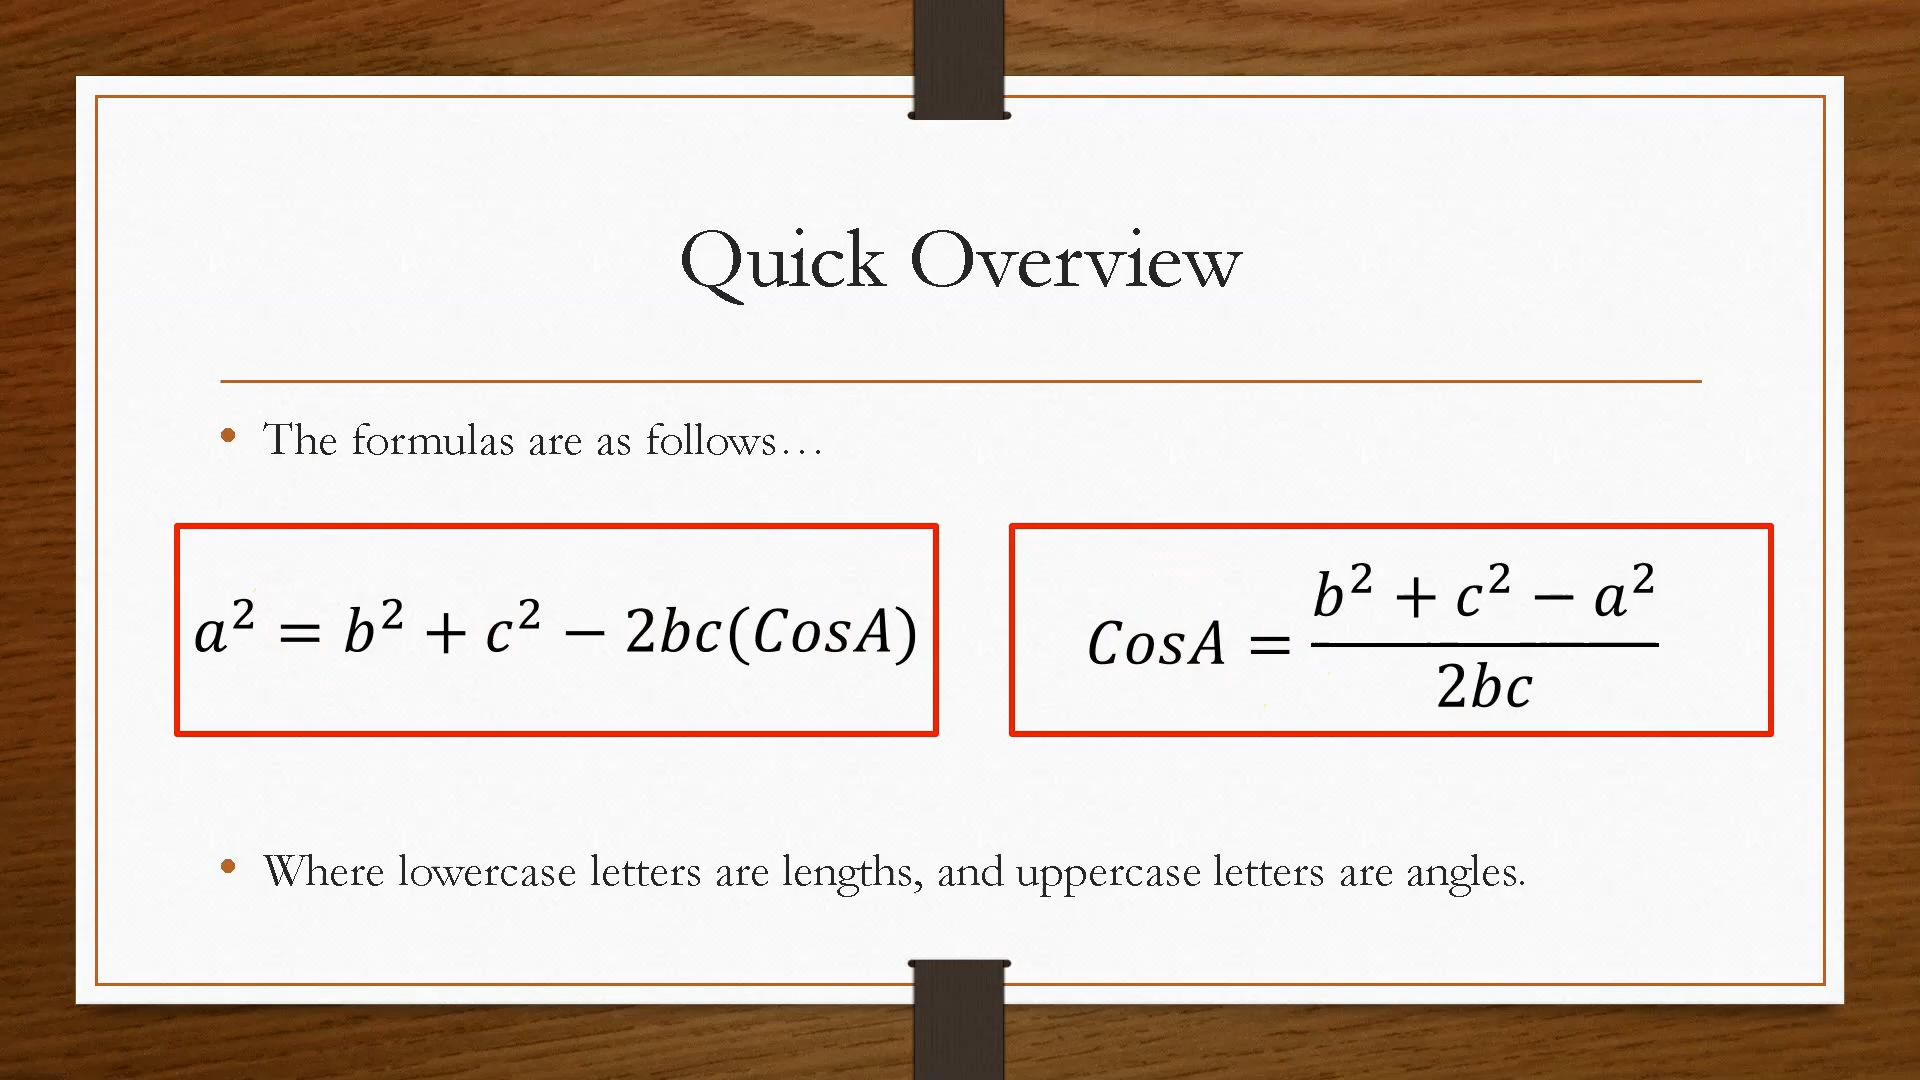 Quick Overview
• The formulas are as follows…
a² = b² + c² − 2bc(CosA)
CosA = \frac{b² + c² − a²}{2bc}
• Where lowercase letters are lengths, and uppercase letters are angles.